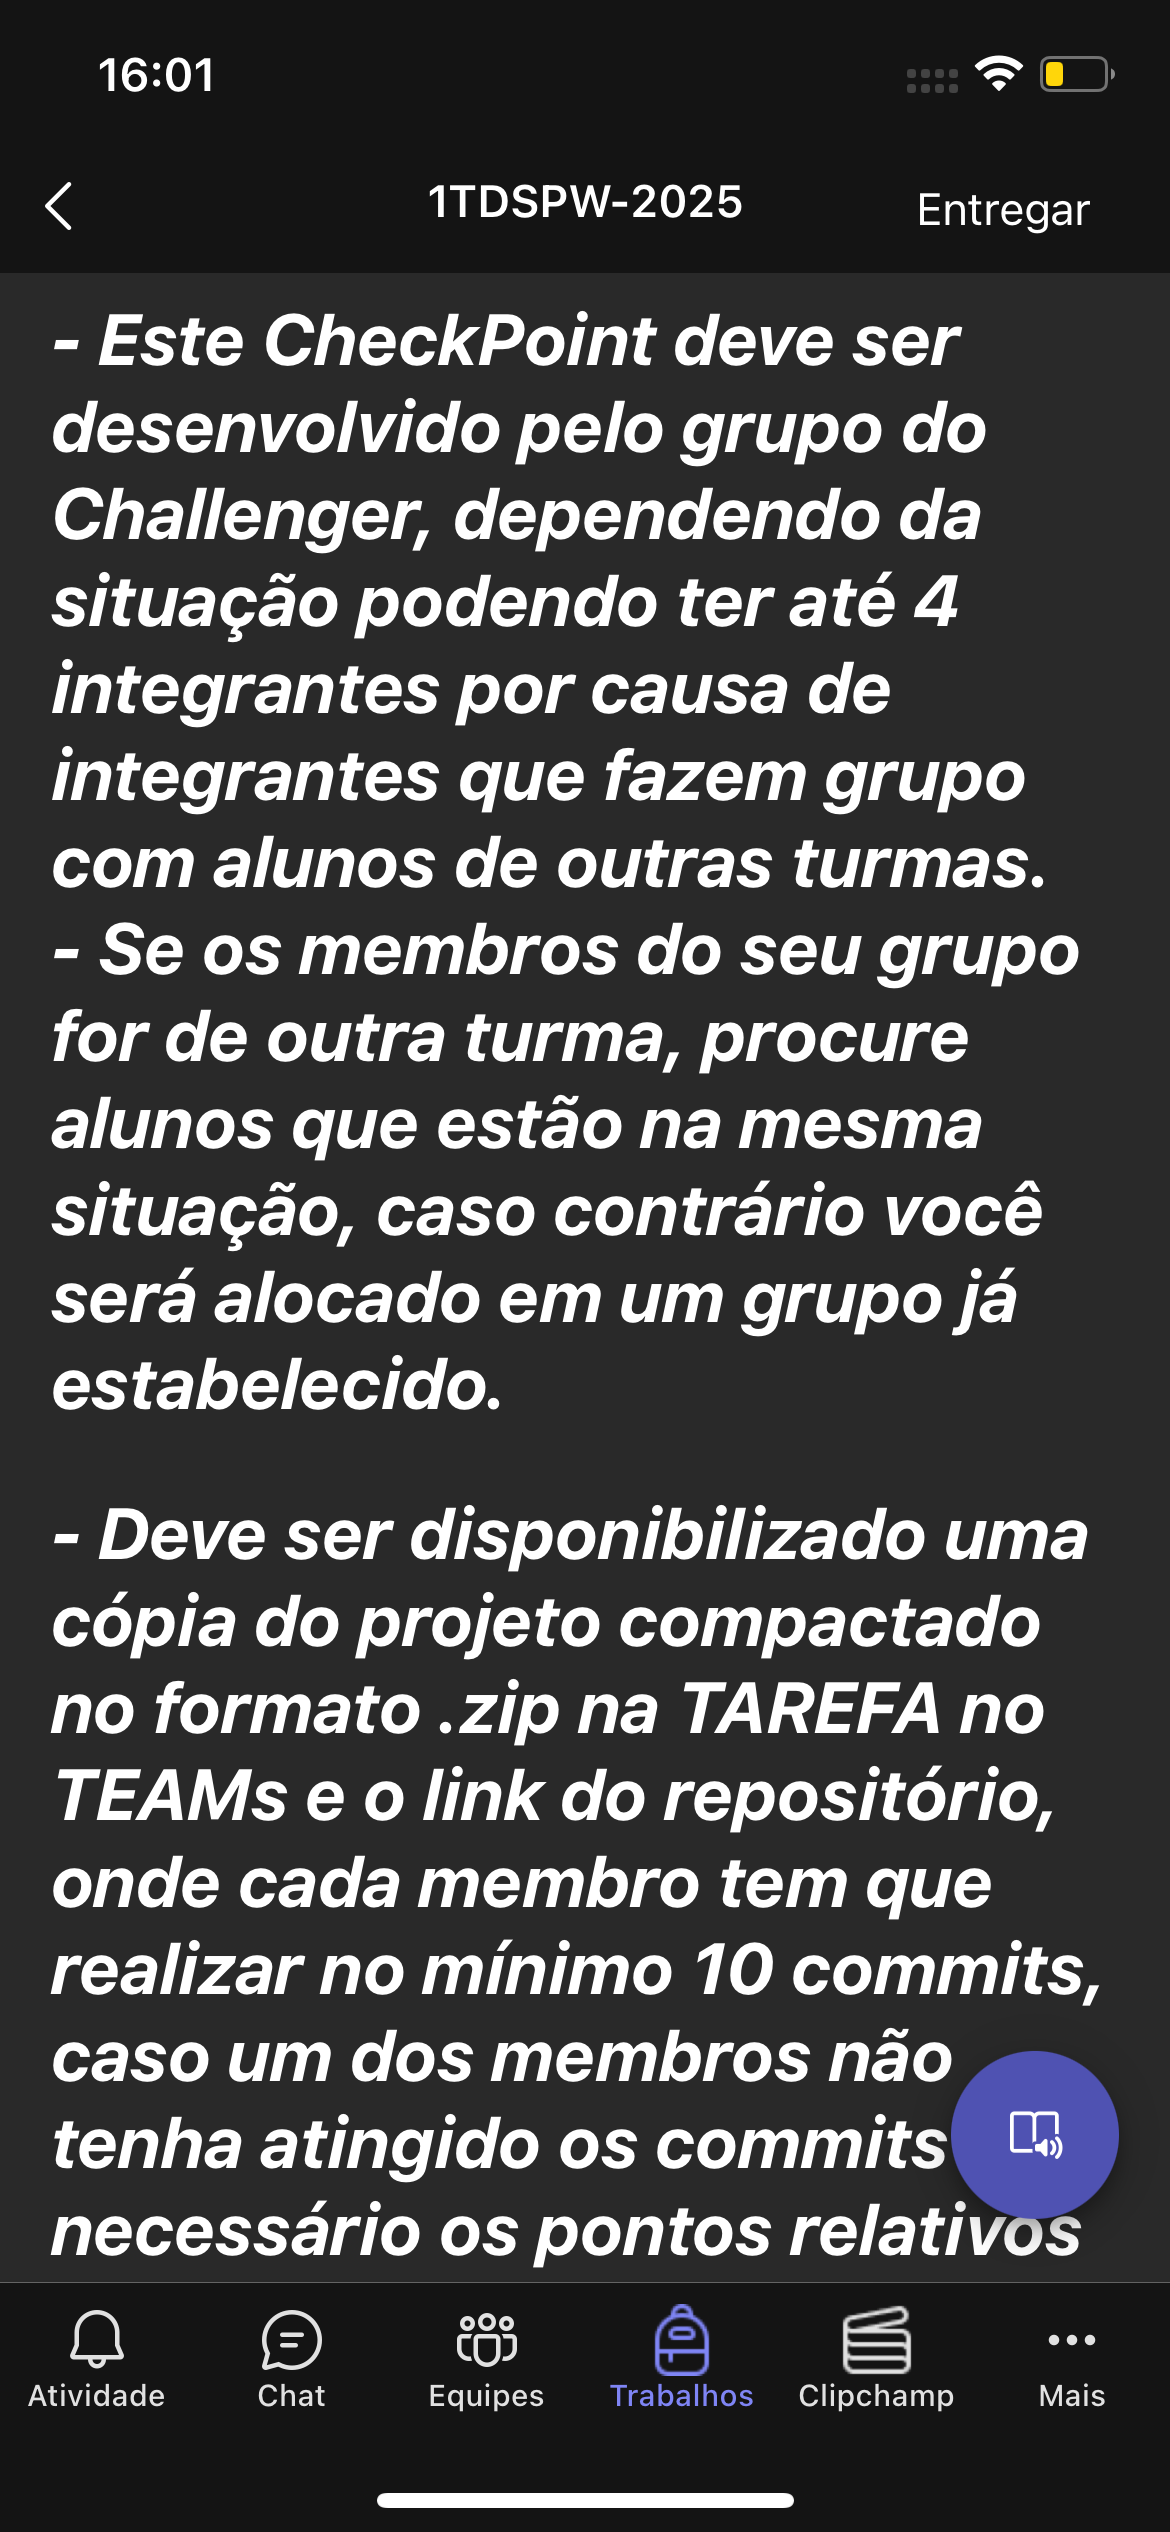 16:01
1TDSPW-2025
Entregar
- Este CheckPoint deve ser
desenvolvido pelo grupo do
Challenger, dependendo da
situação podendo ter até 4
integrantes por causa de
integrantes que fazem grupo
com alunos de outras turmas.
- Se os membros do seu grupo
for de outra turma, procure
alunos que estão na mesma
situação, caso contrário você
será alocado em um grupo já
estabelecido.
- Deve ser disponibilizado uma
cópia do projeto compactado
no formato .zip na TAREFA no
TEAMs e o link do repositório,
onde cada membro tem que
realizar no mínimo 10 commits,
caso um dos membros não
tenha atingido os commits
necessário os pontos relativos
Atividade
Chat
Equipes
Trabalhos
Clipchamp
Mais